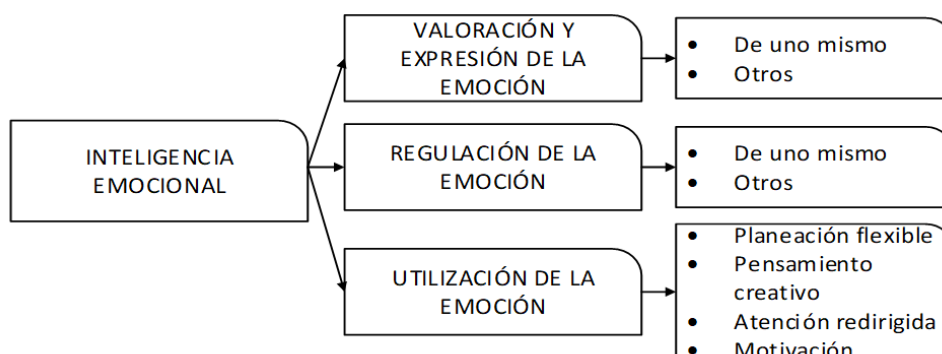 VALORACIÓN Y
EXPRESIÓN DE LA
EMOCIÓN
• De uno mismo
• Otros
INTELIGENCIA
EMOCIONAL
REGULACIÓN DE LA
EMOCIÓN
• De uno mismo
• Otros
UTILIZACIÓN DE LA
EMOCIÓN
• Planeación flexible
• Pensamiento
creativo
• Atención redirigida
• Motivación